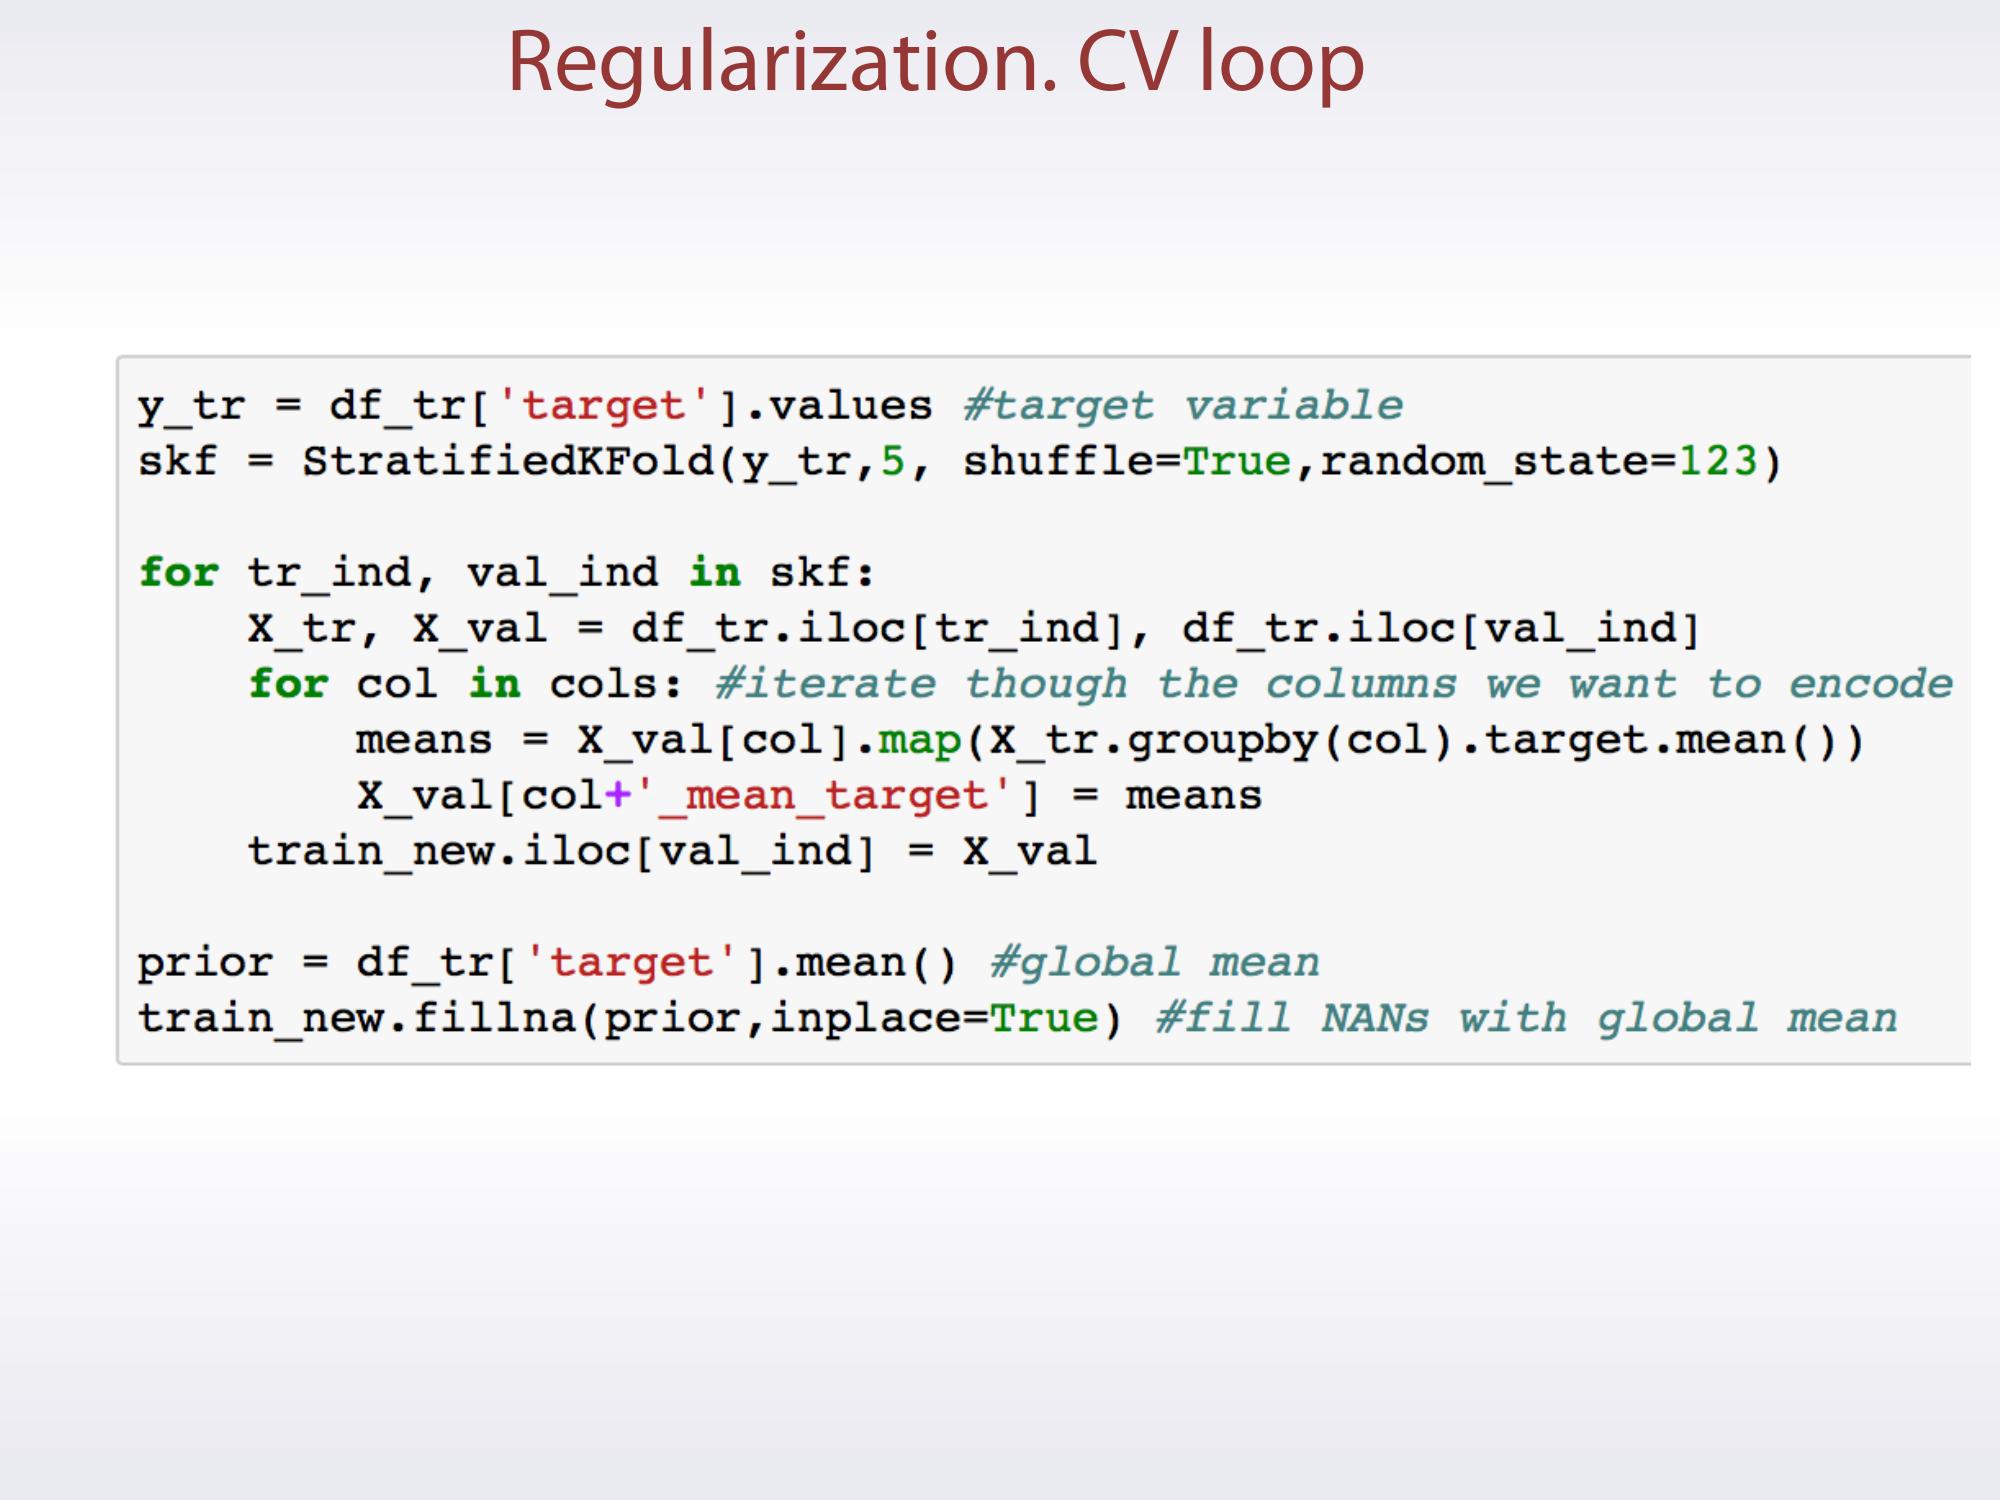 Regularization. CV loop
y_tr = df_tr['target'].values #target variable
skf = StratifiedKFold(y_tr,5, shuffle=True,random_state=123)
for tr_ind, val_ind in skf:
    X_tr, X_val = df_tr.iloc[tr_ind], df_tr.iloc[val_ind]
    for col in cols: #iterate though the columns we want to encode
        means = X_val[col].map(X_tr.groupby(col).target.mean())
        X_val[col+'_mean_target'] = means
    train_new.iloc[val_ind] = X_val
prior = df_tr['target'].mean() #global mean
train_new.fillna(prior,inplace=True) #fill NANs with global mean